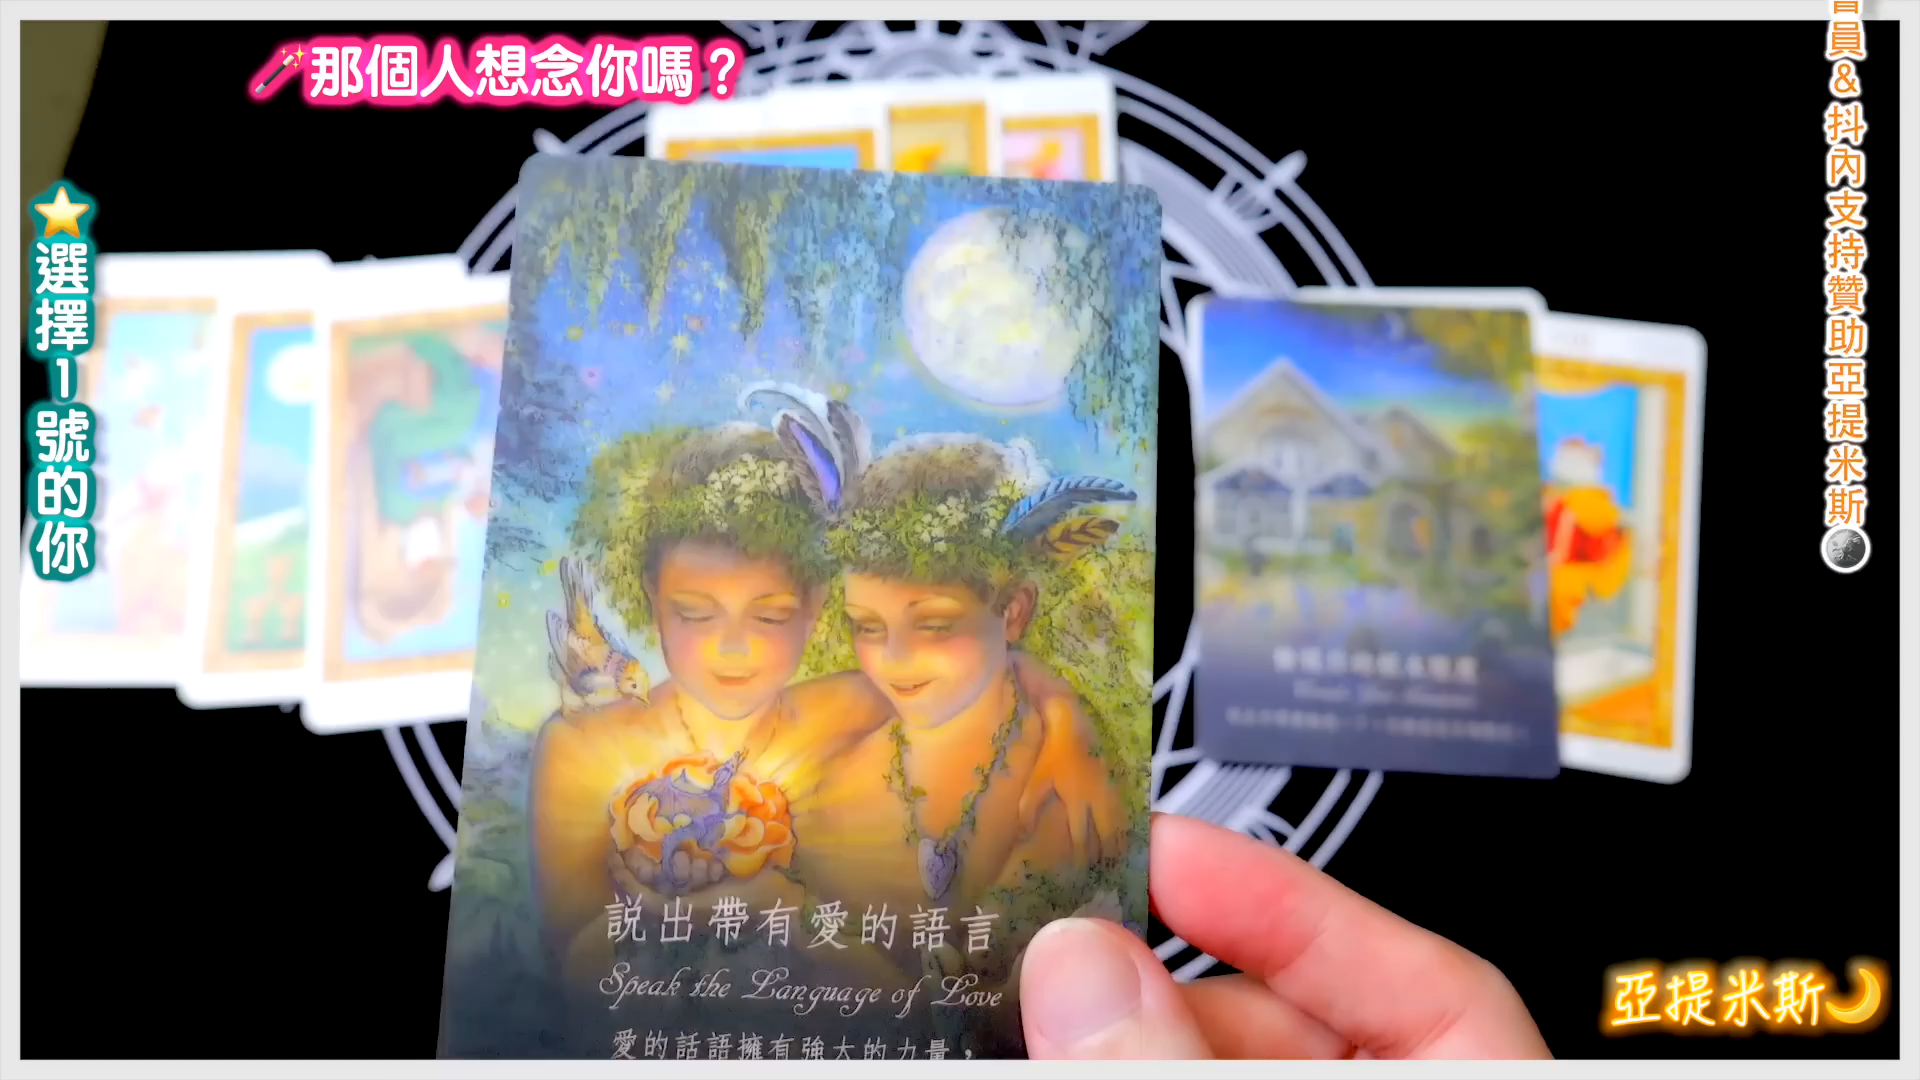 🪄那個人想念你嗎？
⭐選擇1號的你
會員&抖內支持贊助亞提米斯
說出帶有愛的語言
Speak the Language of Love
愛的話語擁有強大的力量，
亞提米斯🌙